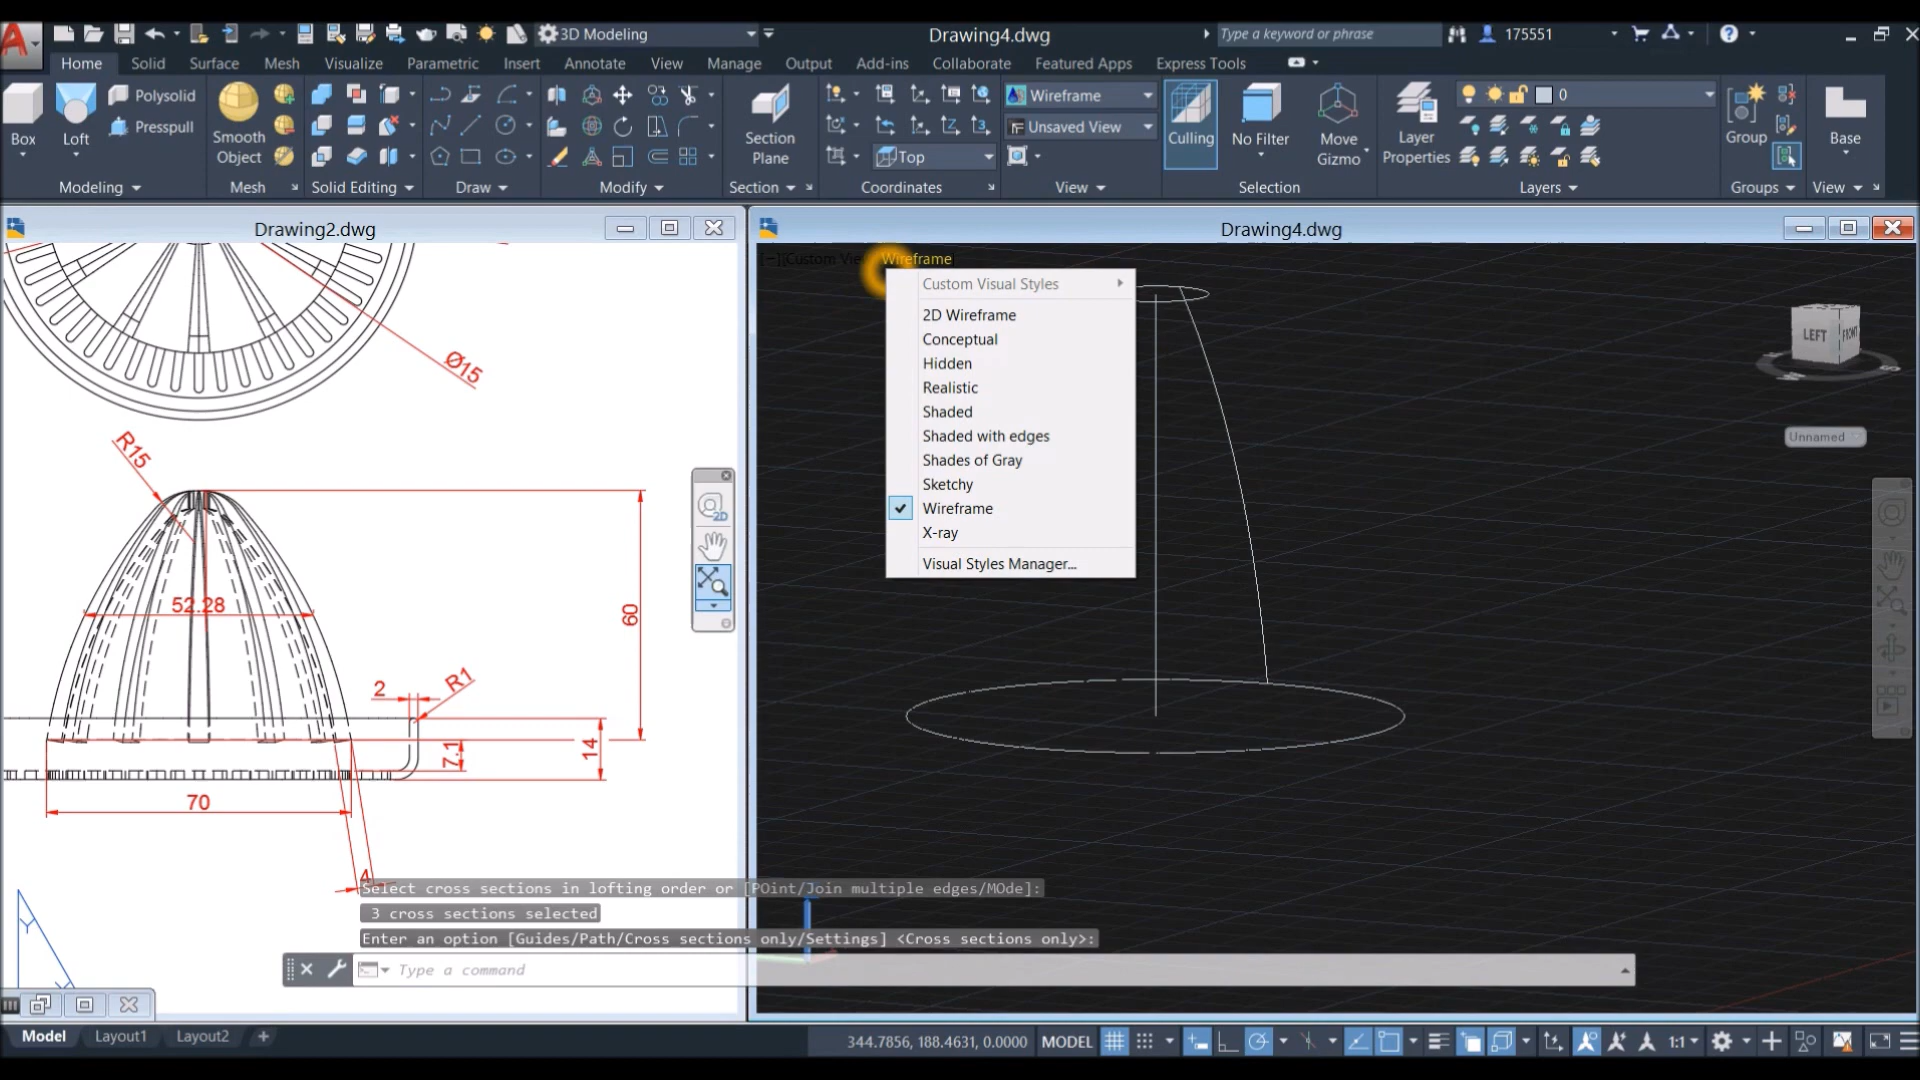 3D Modeling
Drawing4.dwg
Type a keyword or phrase
175551
Home Solid Surface Mesh Visualize Parametric Insert Annotate View Manage Output Add-ins Collaborate Featured Apps Express Tools
Polysolid
Presspull
Box
Loft
Smooth
Object
Section
Plane
Top
Wireframe
Unsaved View
Culling
No Filter
Move
Gizmo
Layer
Properties
0
Group
Base
Modeling
Mesh
Solid Editing
Draw
Modify
Section
Coordinates
View
Selection
Layers
Groups
View
Drawing2.dwg
Drawing4.dwg
[−][Custom Vie
Wireframe
Custom Visual Styles
2D Wireframe
Conceptual
Hidden
Realistic
Shaded
Shaded with edges
Shades of Gray
Sketchy
Wireframe
X-ray
Visual Styles Manager...
LEFT
FRONT
W
S
Unnamed
Ø15
R15
52.28
60
2
R1
7.1
14
70
4
2D
Y
Select cross sections in lofting order or [POint/Join multiple edges/MOde]:
3 cross sections selected
Enter an option [Guides/Path/Cross sections only/Settings] <Cross sections only>:
Type a command
Model
Layout1
Layout2
344.7856, 188.4631, 0.0000
MODEL
1:1